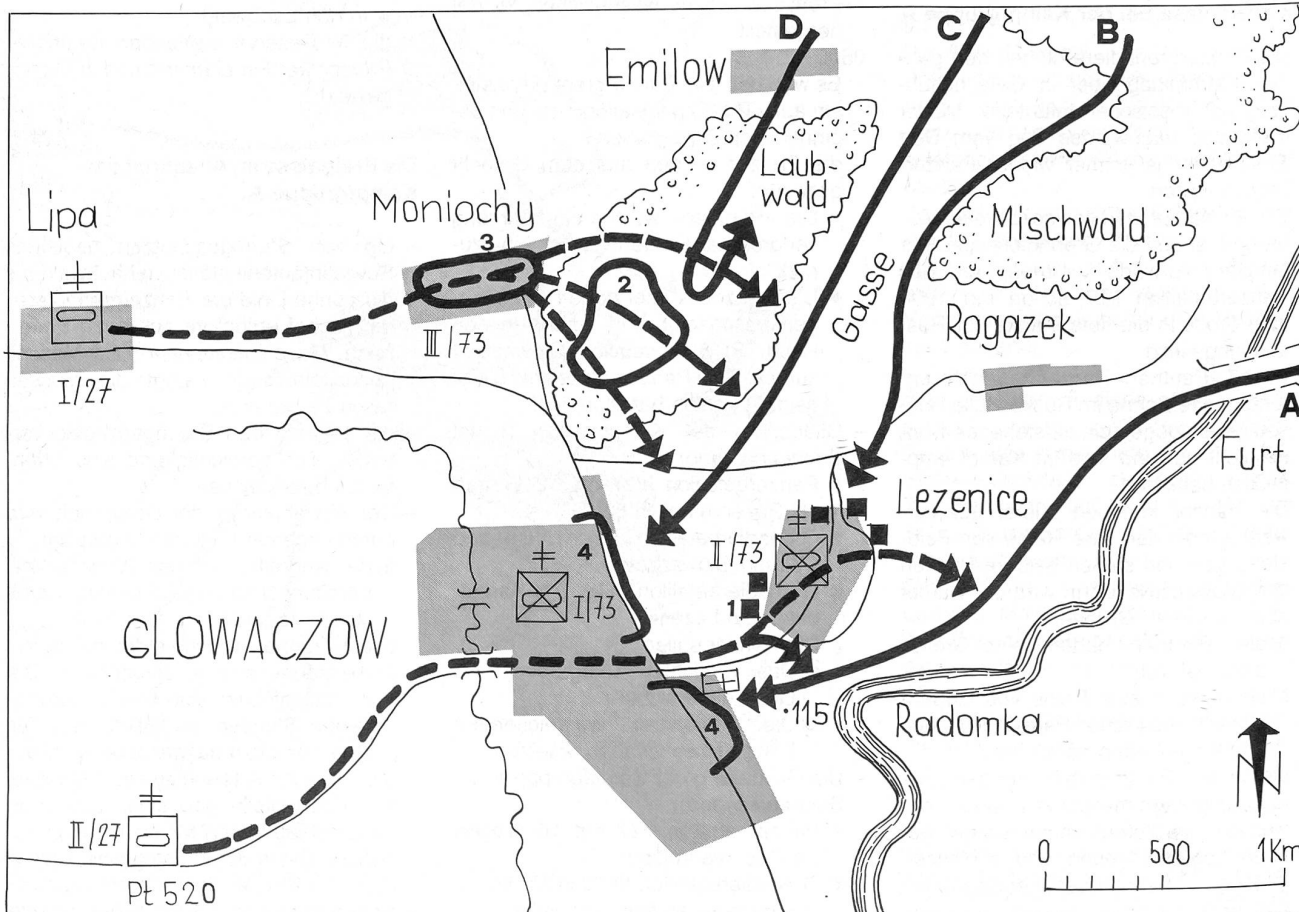 D
C
B
Emilow
Laub-
wald
Lipa
Moniochy
Mischwald
3
2
Gasse
III/73
Rogazek
I/27
A
Furt
Lezenice
II/73
4
I/73
1
GLOWACZOW
4
.115
Radomka
N
II/27
0 500 1Km
Pt 520